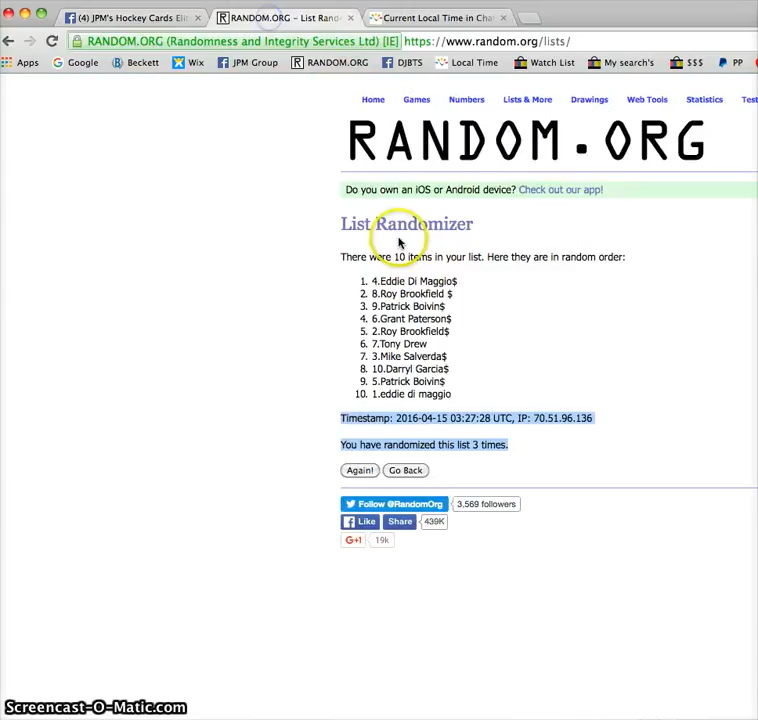 (4) JPM's Hockey Cards Elit
RANDOM.ORG - List Rand
Current Local Time in Cha
RANDOM.ORG (Randomness and Integrity Services Ltd) [IE] https://www.random.org/lists/
Apps Google Beckett Wix JPM Group RANDOM.ORG DJBTS Local Time Watch List My search's $$$ PP
Home Games Numbers Lists & More Drawings Web Tools Statistics Test
RANDOM.ORG
Do you own an iOS or Android device? Check out our app!
List Randomizer
There were 10 items in your list. Here they are in random order:
1. 4.Eddie Di Maggio$
2. 8.Roy Brookfield $
3. 9.Patrick Boivin$
4. 6.Grant Paterson$
5. 2.Roy Brookfield$
6. 7.Tony Drew
7. 3.Mike Salverda$
8. 10.Darryl Garcia$
9. 5.Patrick Boivin$
10. 1.eddie di maggio
Timestamp: 2016-04-15 03:27:28 UTC, IP: 70.51.96.136
You have randomized this list 3 times.
Again! Go Back
Follow @RandomOrg 3,569 followers
Like Share 439K
G+1 19k
Screencast-O-Matic.com